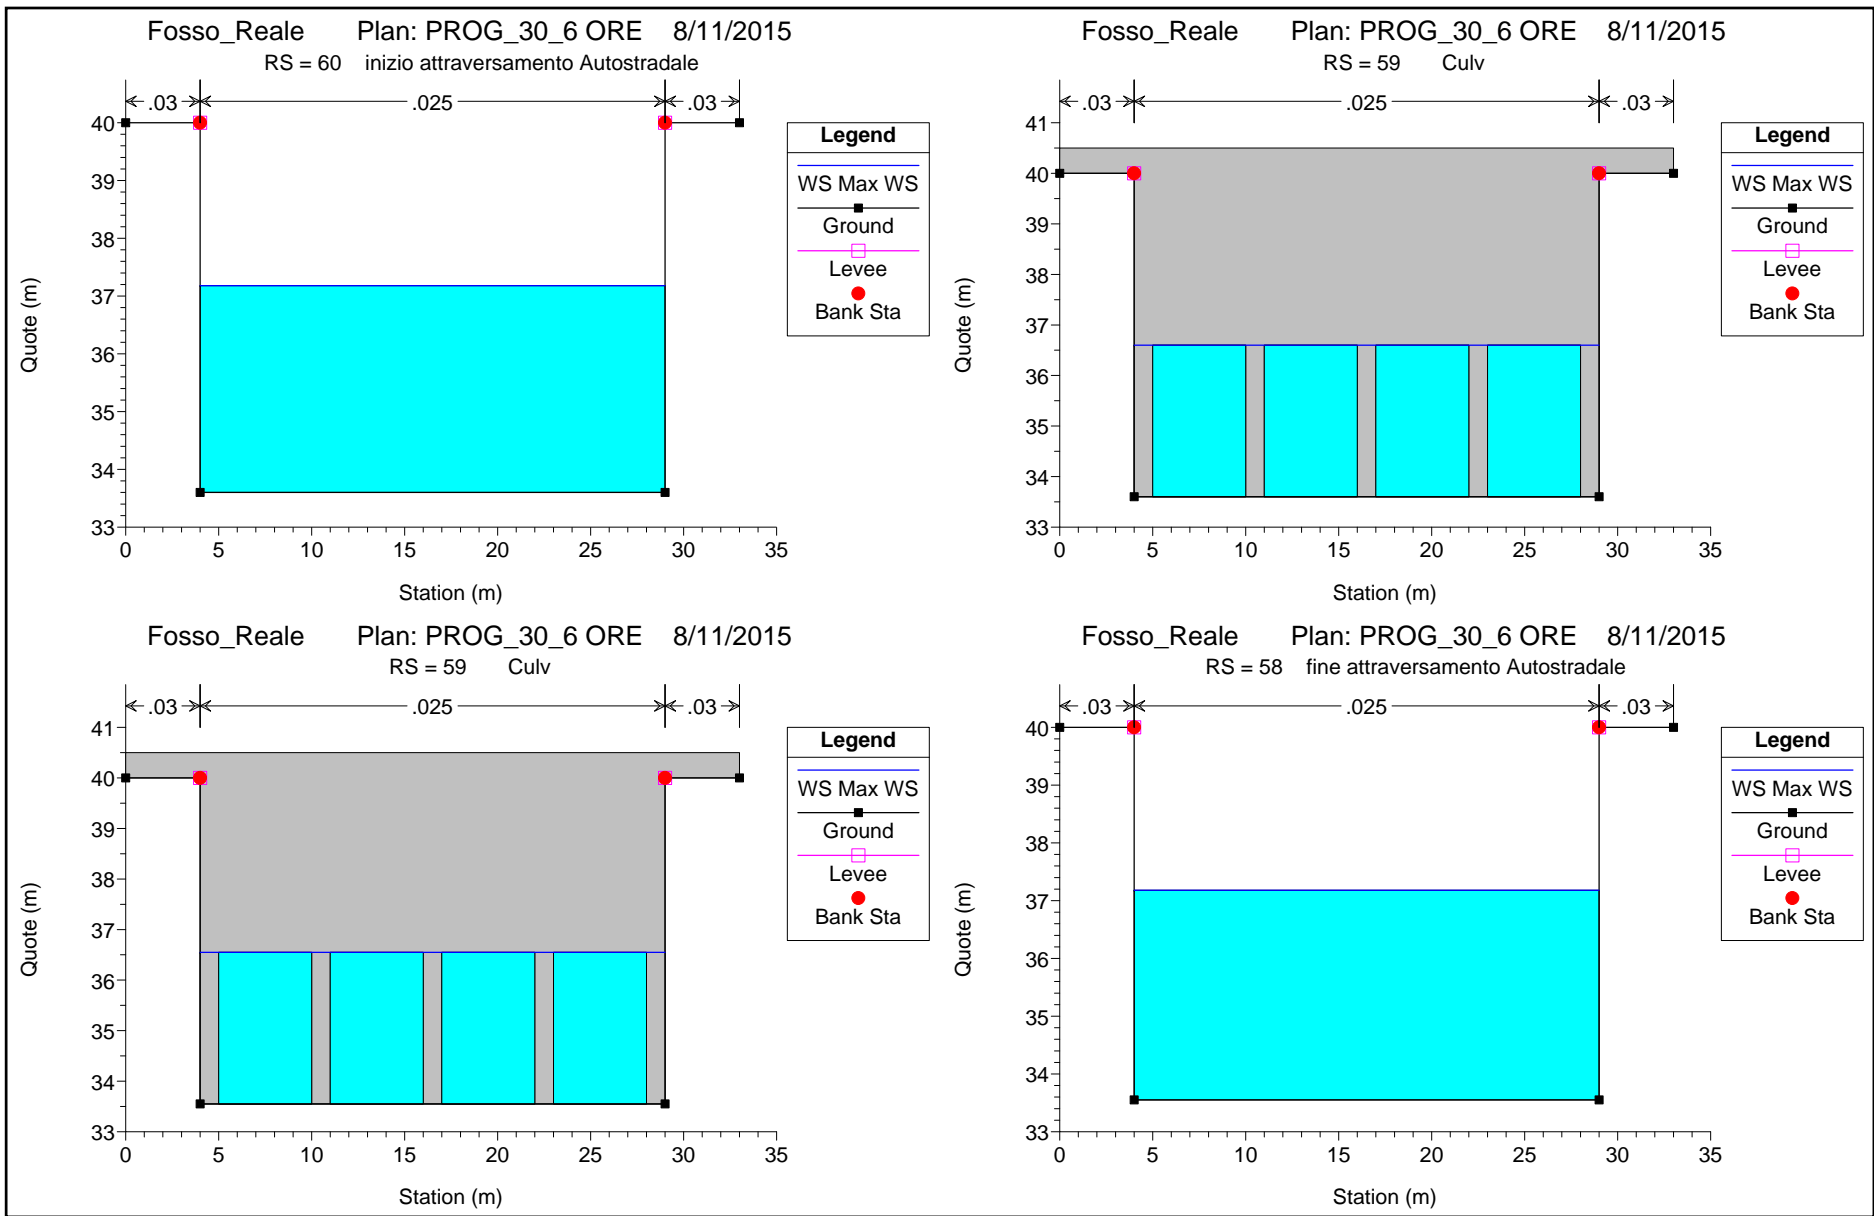 Fosso_Reale Plan: PROG_30_6 ORE 8/11/2015
RS = 60 inizio attraversamento Autostradale
.03 .025 .03
40
39
38
37
36
35
34
33
Quote (m)
0 5 10 15 20 25 30 35
Station (m)
Legend
WS Max WS
Ground
Levee
Bank Sta
Fosso_Reale Plan: PROG_30_6 ORE 8/11/2015
RS = 59 Culv
.03 .025 .03
41
40
39
38
37
36
35
34
33
Quote (m)
0 5 10 15 20 25 30 35
Station (m)
Legend
WS Max WS
Ground
Levee
Bank Sta
Fosso_Reale Plan: PROG_30_6 ORE 8/11/2015
RS = 59 Culv
.03 .025 .03
41
40
39
38
37
36
35
34
33
Quote (m)
0 5 10 15 20 25 30 35
Station (m)
Legend
WS Max WS
Ground
Levee
Bank Sta
Fosso_Reale Plan: PROG_30_6 ORE 8/11/2015
RS = 58 fine attraversamento Autostradale
.03 .025 .03
40
39
38
37
36
35
34
33
Quote (m)
0 5 10 15 20 25 30 35
Station (m)
Legend
WS Max WS
Ground
Levee
Bank Sta